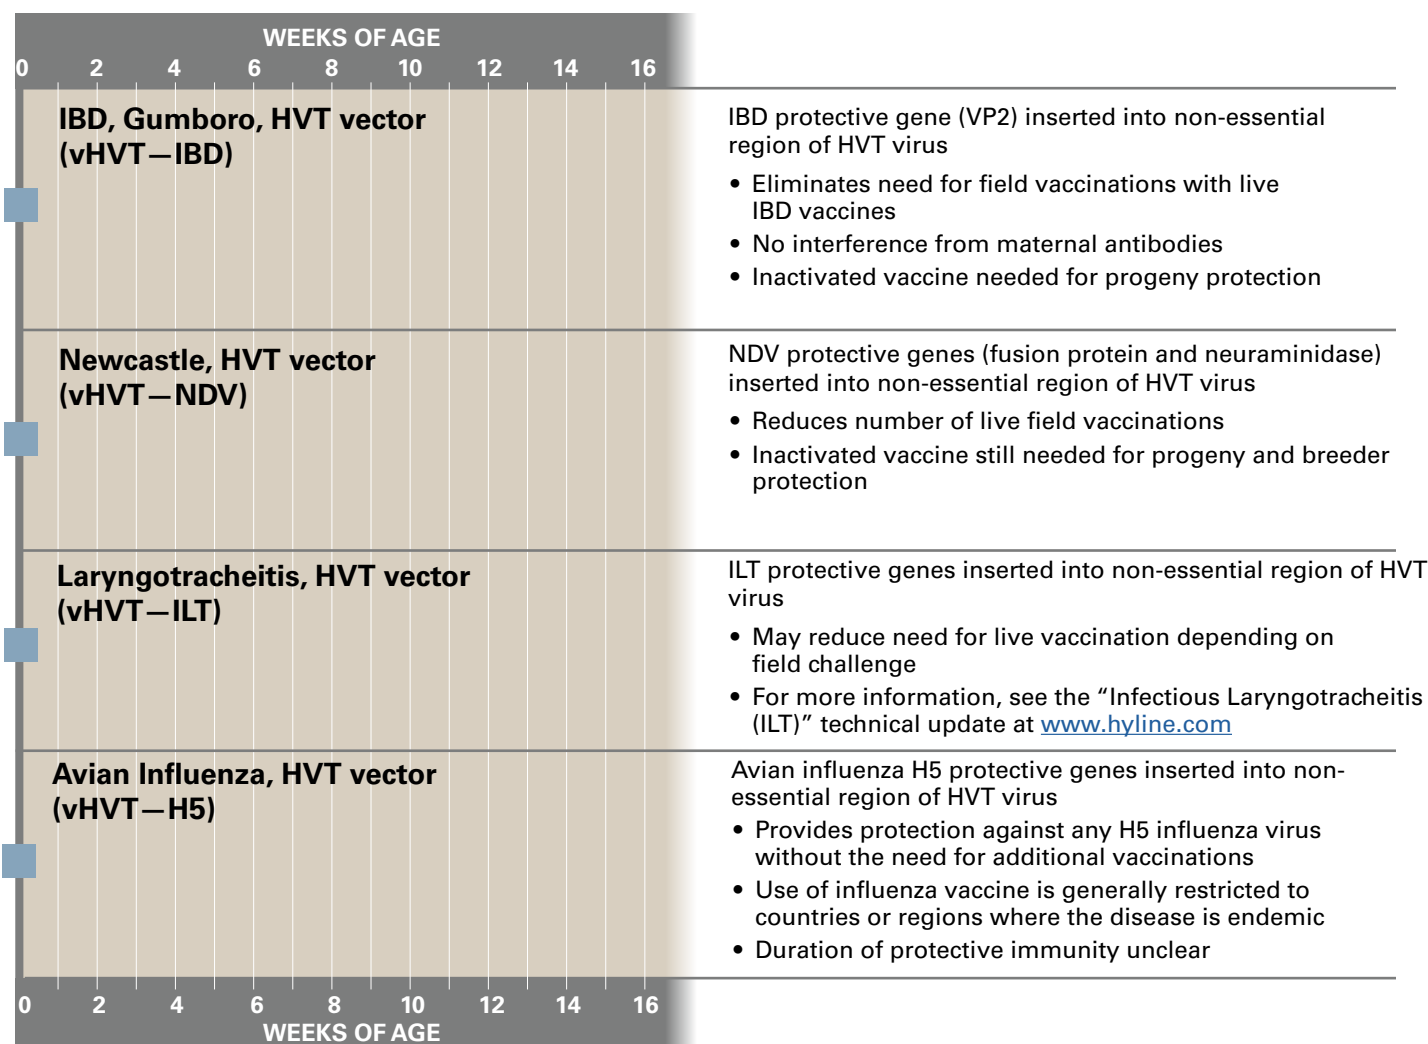 WEEKS OF AGE
0 2 4 6 8 10 12 14 16
IBD, Gumboro, HVT vector
(vHVT—IBD)
IBD protective gene (VP2) inserted into non-essential
region of HVT virus
• Eliminates need for field vaccinations with live
IBD vaccines
• No interference from maternal antibodies
• Inactivated vaccine needed for progeny protection
Newcastle, HVT vector
(vHVT—NDV)
NDV protective genes (fusion protein and neuraminidase)
inserted into non-essential region of HVT virus
• Reduces number of live field vaccinations
• Inactivated vaccine still needed for progeny and breeder
protection
Laryngotracheitis, HVT vector
(vHVT—ILT)
ILT protective genes inserted into non-essential region of HVT
virus
• May reduce need for live vaccination depending on
field challenge
• For more information, see the “Infectious Laryngotracheitis
(ILT)” technical update at www.hyline.com
Avian Influenza, HVT vector
(vHVT—H5)
Avian influenza H5 protective genes inserted into non-
essential region of HVT virus
• Provides protection against any H5 influenza virus
without the need for additional vaccinations
• Use of influenza vaccine is generally restricted to
countries or regions where the disease is endemic
• Duration of protective immunity unclear
0 2 4 6 8 10 12 14 16
WEEKS OF AGE